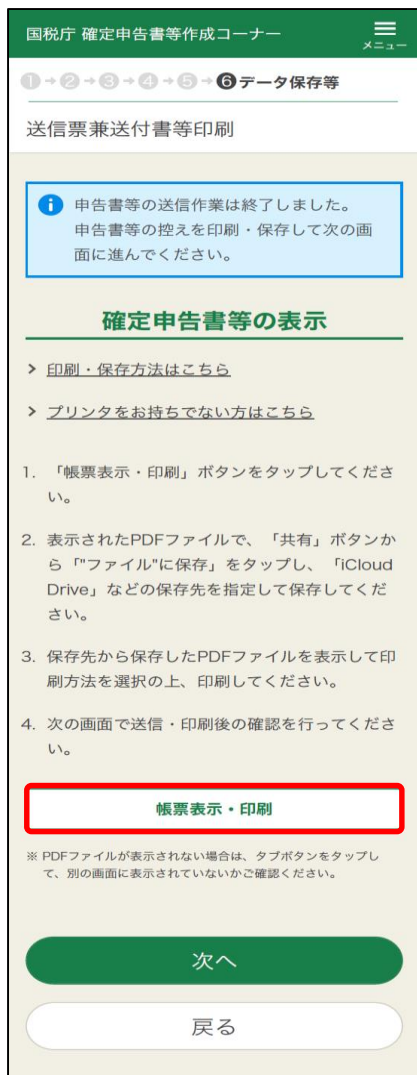 国税庁 確定申告書等作成コーナー
メニュー
1→2→3→4→5→6データ保存等
送信票兼送付書等印刷
i 申告書等の送信作業は終了しました。
申告書等の控えを印刷・保存して次の画
面に進んでください。
確定申告書等の表示
> 印刷・保存方法はこちら
> プリンタをお持ちでない方はこちら
1. 「帳票表示・印刷」ボタンをタップしてくださ
い。
2. 表示されたPDFファイルで、「共有」ボタンか
ら「"ファイル"に保存」をタップし、「iCloud
Drive」などの保存先を指定して保存してくだ
さい。
3. 保存先から保存したPDFファイルを表示して印
刷方法を選択の上、印刷してください。
4. 次の画面で送信・印刷後の確認を行ってくださ
い。
帳票表示・印刷
※ PDFファイルが表示されない場合は、タブボタンをタップし
て、別の画面に表示されていないかご確認ください。
次へ
戻る